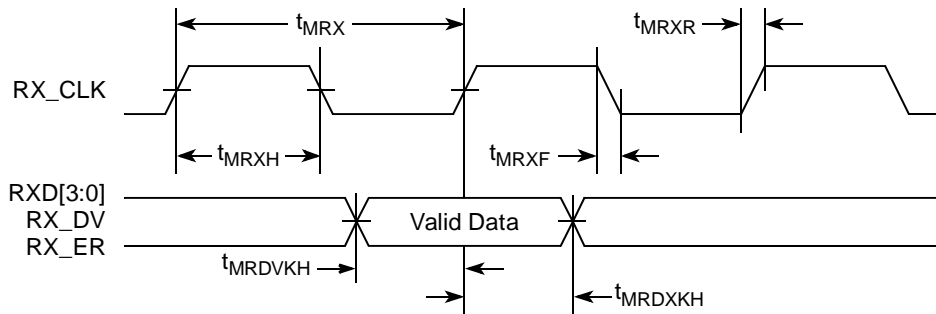 tMRX
tMRXR
RX_CLK
tMRXH
tMRXF
RXD[3:0]
RX_DV
Valid Data
RX_ER
tMRDVKH
tMRDXKH